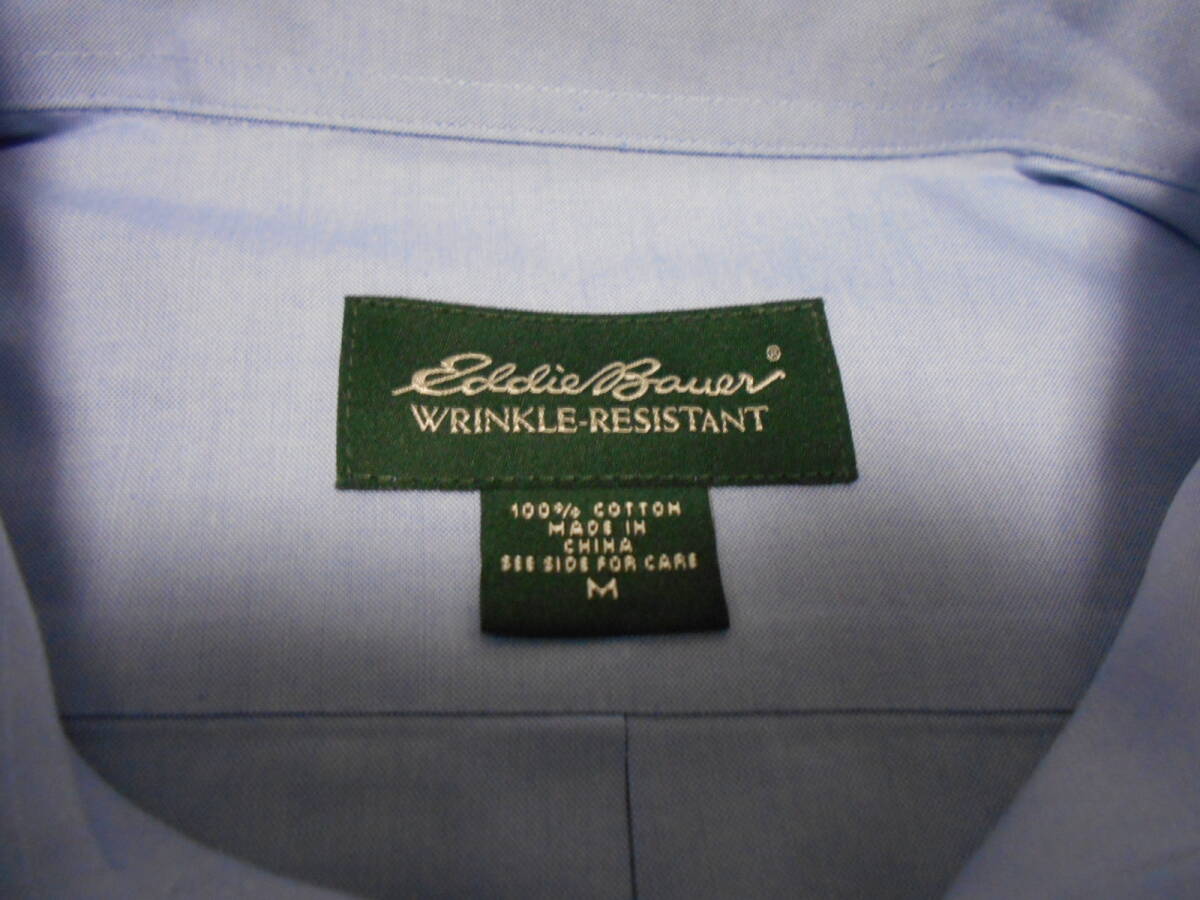 Eddie Bauer®
WRINKLE-RESISTANT
100% COTTON
MADE IN
CHINA
SEE SIDE FOR CARE
M